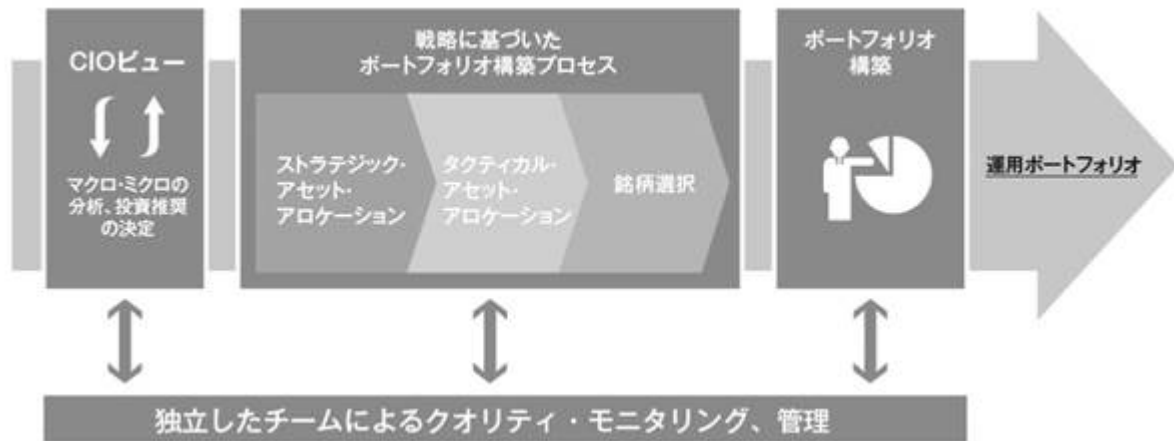 CIOビュー
マクロ・ミクロの
分析、投資推奨
の決定
戦略に基づいた
ポートフォリオ構築プロセス
ストラテジック・
アセット・
アロケーション
タクティカル・
アセット・
アロケーション
銘柄選択
ポートフォリオ
構築
運用ポートフォリオ
独立したチームによるクオリティ・モニタリング、管理